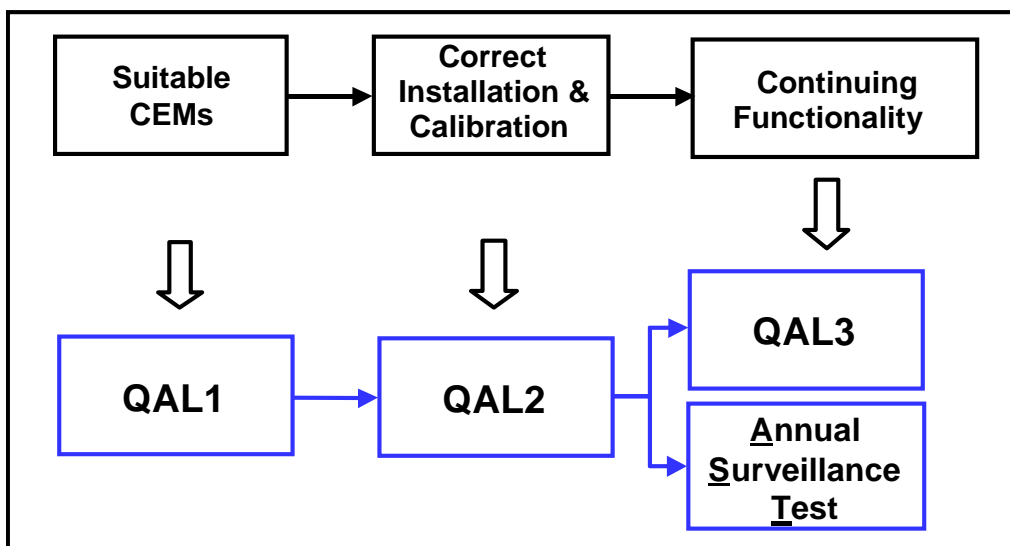 Suitable
CEMs
Correct
Installation &
Calibration
Continuing
Functionality
QAL1
QAL2
QAL3
Annual
Surveillance
Test